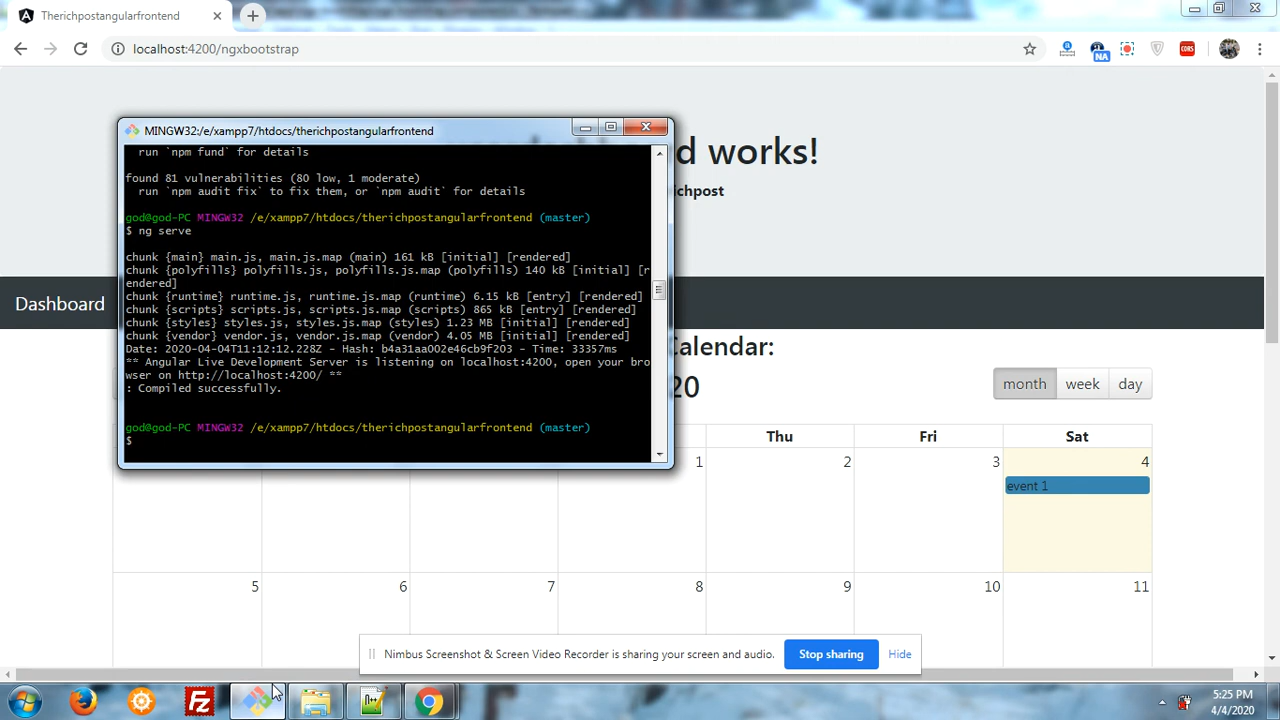 Therichpostangularfrontend
localhost:4200/ngxbootstrap
NA
CORS
d works!
ichpost
MINGW32:/e/xampp7/htdocs/therichpostangularfrontend
run `npm fund` for details
found 81 vulnerabilities (80 low, 1 moderate)
run `npm audit fix` to fix them, or `npm audit` for details
god@god-PC MINGW32 /e/xampp7/htdocs/therichpostangularfrontend (master)
$ ng serve
chunk {main} main.js, main.js.map (main) 161 kB [initial] [rendered]
chunk {polyfills} polyfills.js, polyfills.js.map (polyfills) 140 kB [initial] [r
endered]
chunk {runtime} runtime.js, runtime.js.map (runtime) 6.15 kB [entry] [rendered]
chunk {scripts} scripts.js, scripts.js.map (scripts) 865 kB [entry] [rendered]
chunk {styles} styles.js, styles.js.map (styles) 1.23 MB [initial] [rendered]
chunk {vendor} vendor.js, vendor.js.map (vendor) 4.05 MB [initial] [rendered]
Date: 2020-04-04T11:12:12.228Z - Hash: b4a31aa002e46cb9f203 - Time: 33357ms
** Angular Live Development Server is listening on localhost:4200, open your bro
wser on http://localhost:4200/ **
: Compiled successfully.
god@god-PC MINGW32 /e/xampp7/htdocs/therichpostangularfrontend (master)
$
Dashboard
Calendar:
20
month week day
Thu Fri Sat
1 2 3 4
event 1
5 6 7 8 9 10 11
Nimbus Screenshot & Screen Video Recorder is sharing your screen and audio. Stop sharing Hide
5:25 PM
4/4/2020